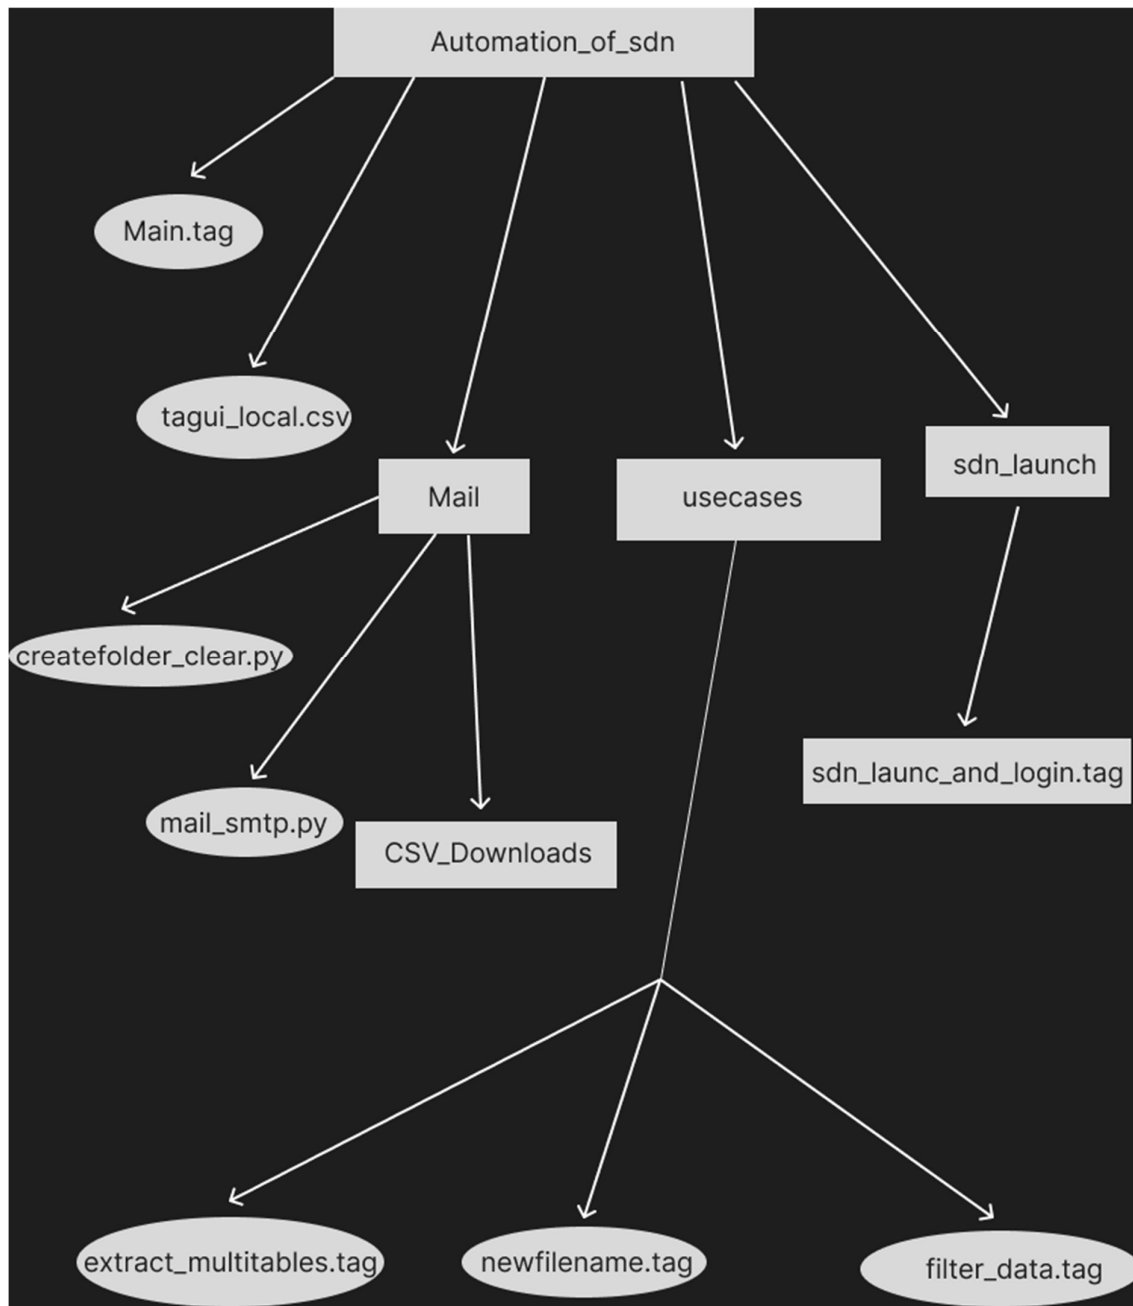 Automation_of_sdn
Main.tag
tagui_local.csv
Mail
usecases
sdn_launch
createfolder_clear.py
mail_smtp.py
CSV_Downloads
sdn_launc_and_login.tag
extract_multitables.tag
newfilename.tag
filter_data.tag